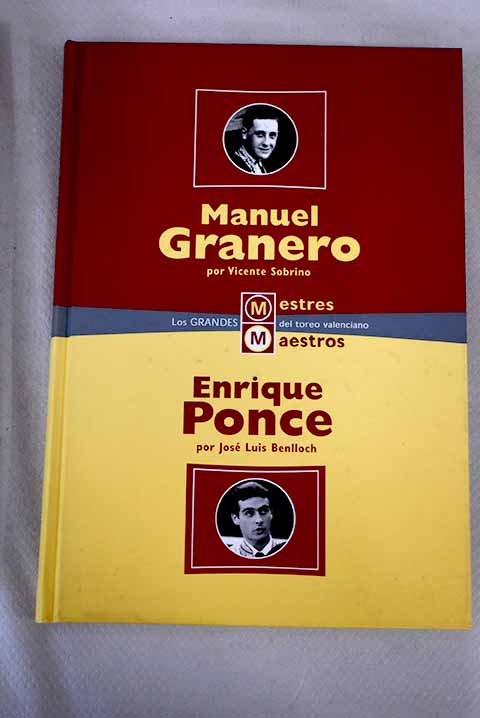 Manuel
Granero
por Vicente Sobrino
M estres
Los GRANDES del toreo valenciano
M aestros
Enrique
Ponce
por José Luis Benlloch